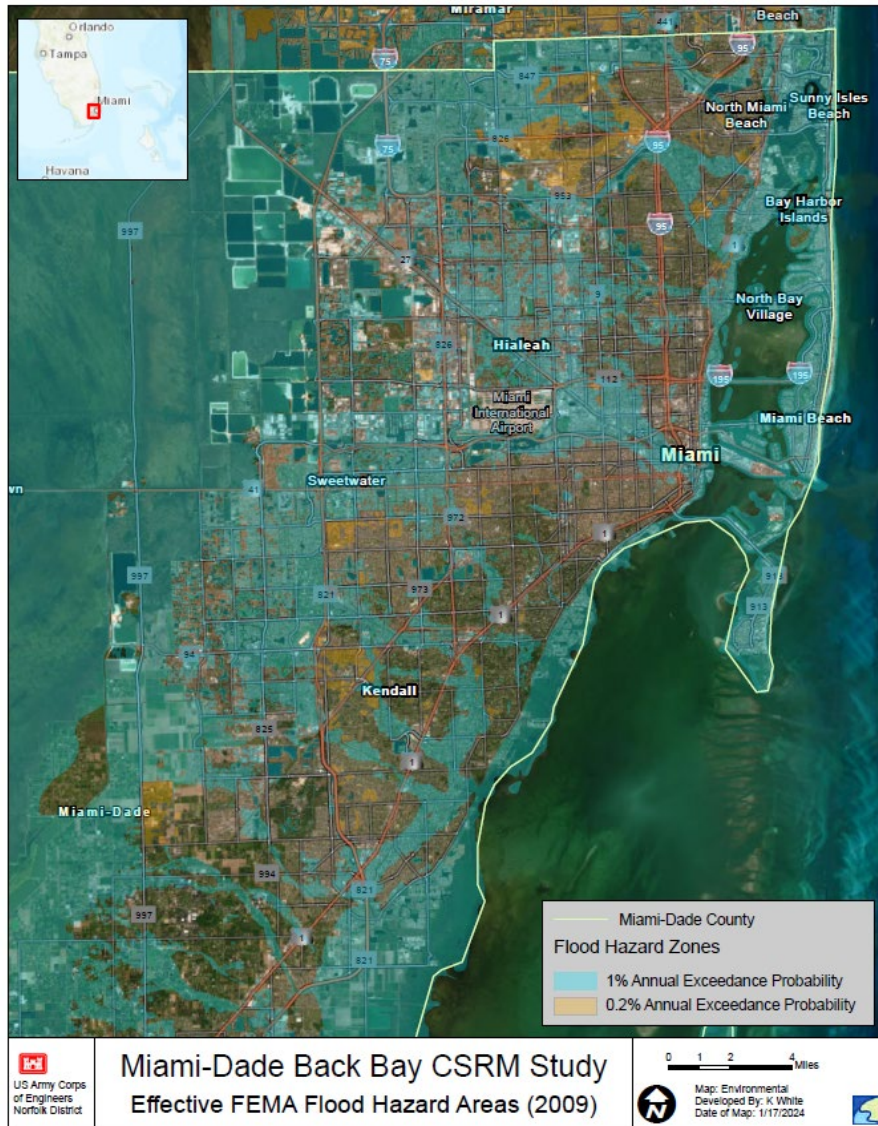 Orlando
Tampa
Miami
Havana
Miramar
441
Beach
75
95
847
North Miami
Beach
Sunny Isles
Beach
826
75
95
953
Bay Harbor
Islands
997
95
1
27
9
North Bay
Village
826
Hialeah
112
195
195
Miami
International
Airport
Miami Beach
Miami
Sweetwater
41
wn
972
1
997
973
913
821
1
913
94
Kendall
825
1
Miami-Dade
994
821
997
1
821
Miami-Dade County
Flood Hazard Zones
1% Annual Exceedance Probability
0.2% Annual Exceedance Probability
US Army Corps
of Engineers
Norfolk District
Miami-Dade Back Bay CSRM Study
Effective FEMA Flood Hazard Areas (2009)
0 1 2 4
Miles
N
Map: Environmental
Developed By: K White
Date of Map: 1/17/2024